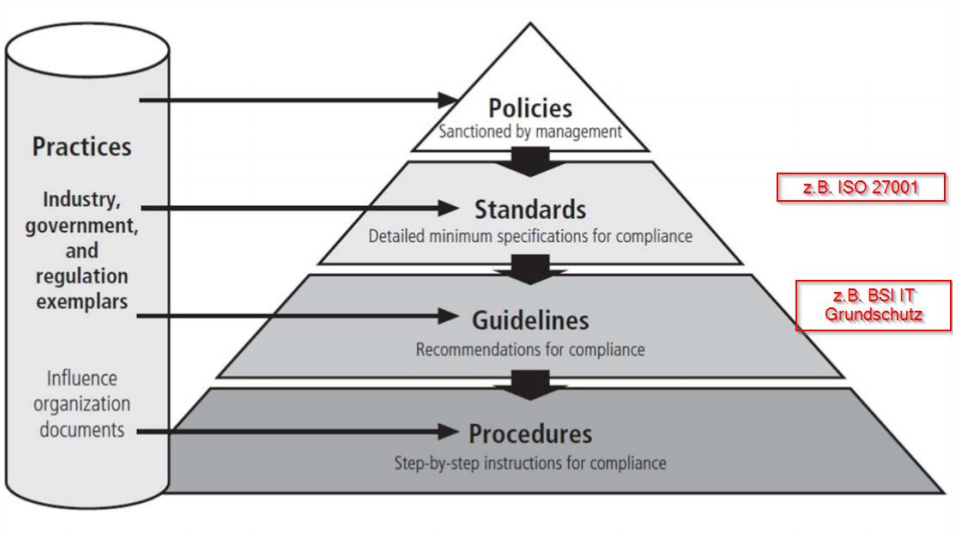 Practices
Industry,
government,
and
regulation
exemplars
Influence
organization
documents
Policies
Sanctioned by management
Standards
Detailed minimum specifications for compliance
z.B. ISO 27001
Guidelines
Recommendations for compliance
z.B. BSI IT
Grundschutz
Procedures
Step-by-step instructions for compliance